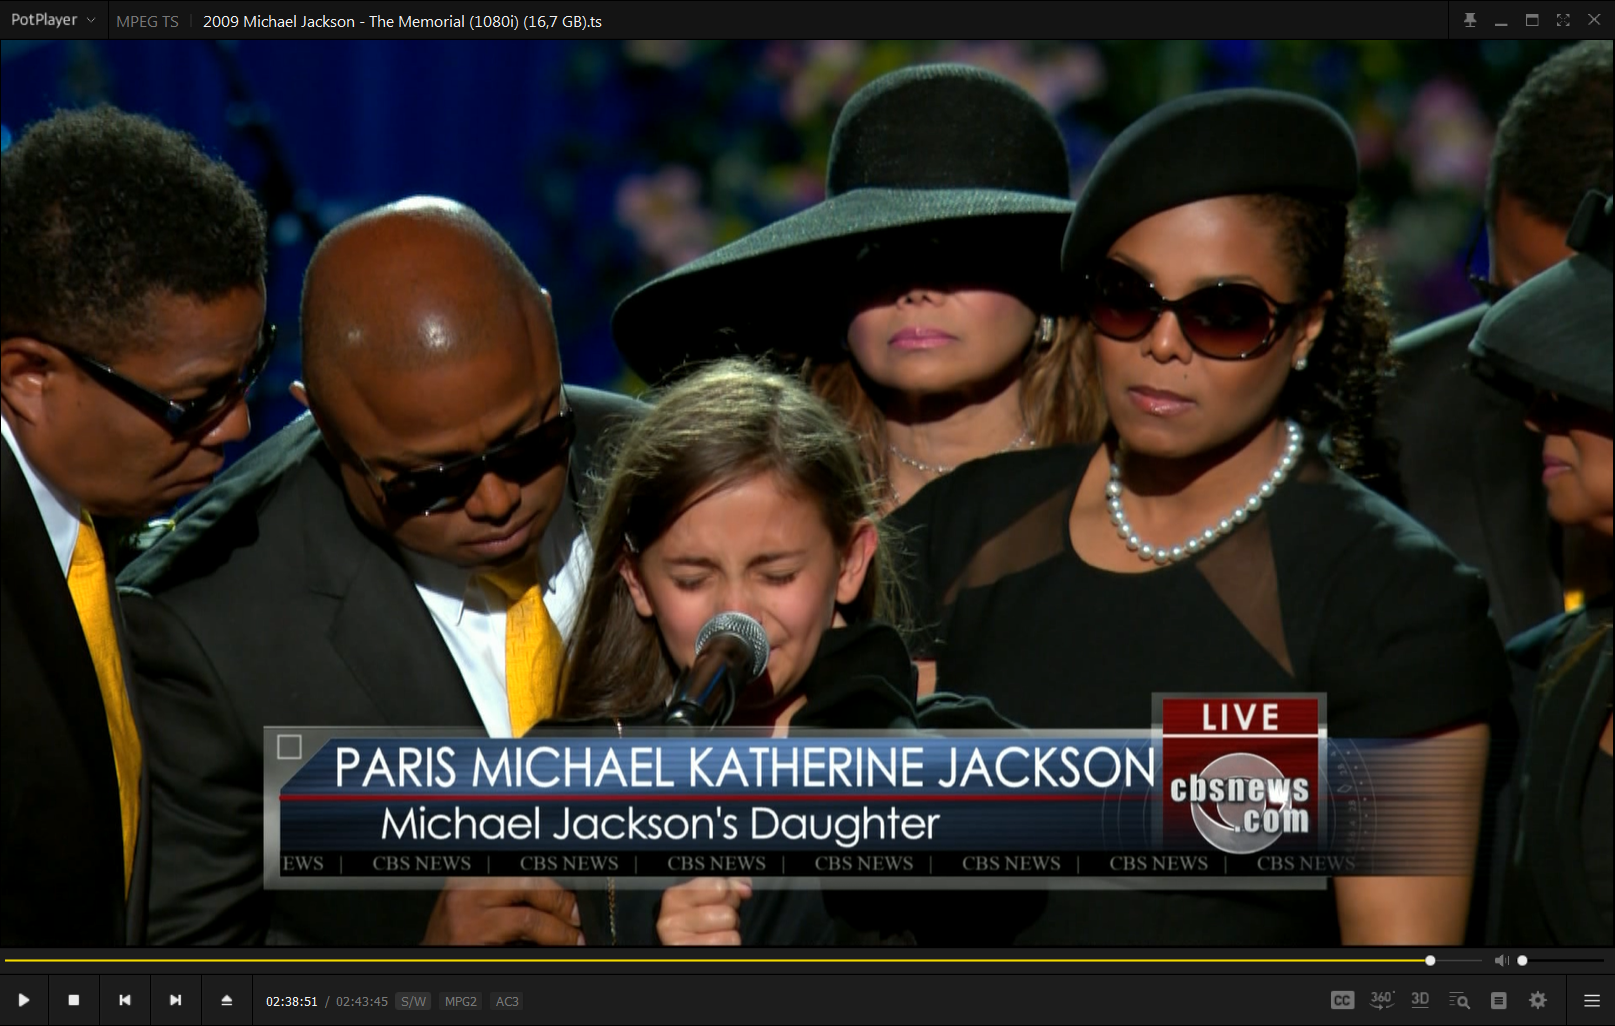 PotPlayer MPEG TS 2009 Michael Jackson - The Memorial (1080i) (16,7 GB).ts
LIVE
PARIS MICHAEL KATHERINE JACKSON
cbsnews
.com
Michael Jackson's Daughter
EWS | CBS NEWS | CBS NEWS | CBS NEWS | CBS NEWS | CBS NEWS | CBS NEWS | CBS NEWS
02:38:51 / 02:43:45 S/W MPG2 AC3 CC 360° 3D